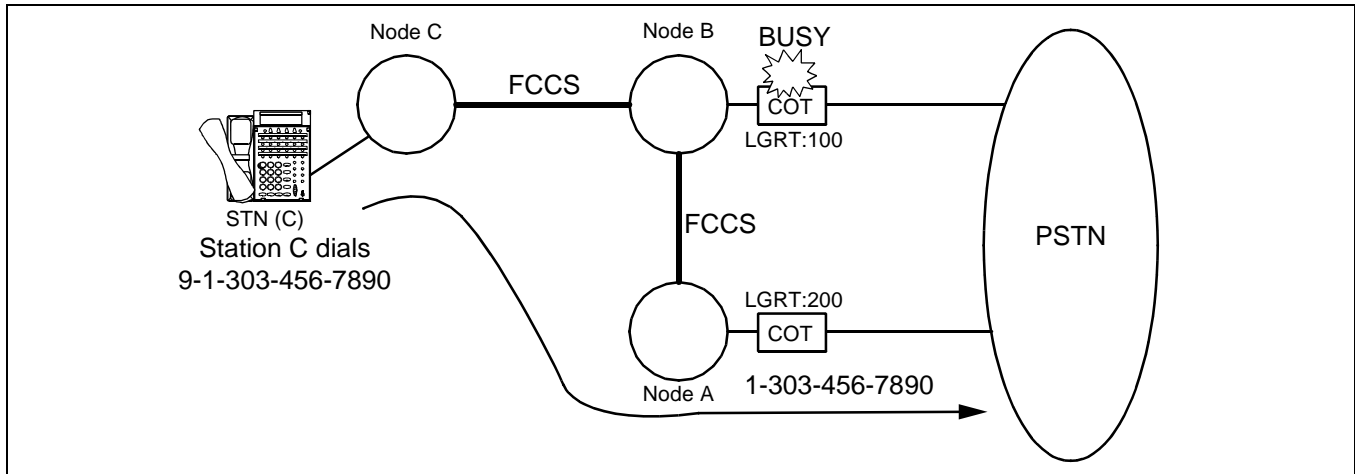 Node C
Node B
BUSY
FCCS
COT
LGRT:100
STN (C)
Station C dials
9-1-303-456-7890
FCCS
PSTN
LGRT:200
COT
Node A
1-303-456-7890